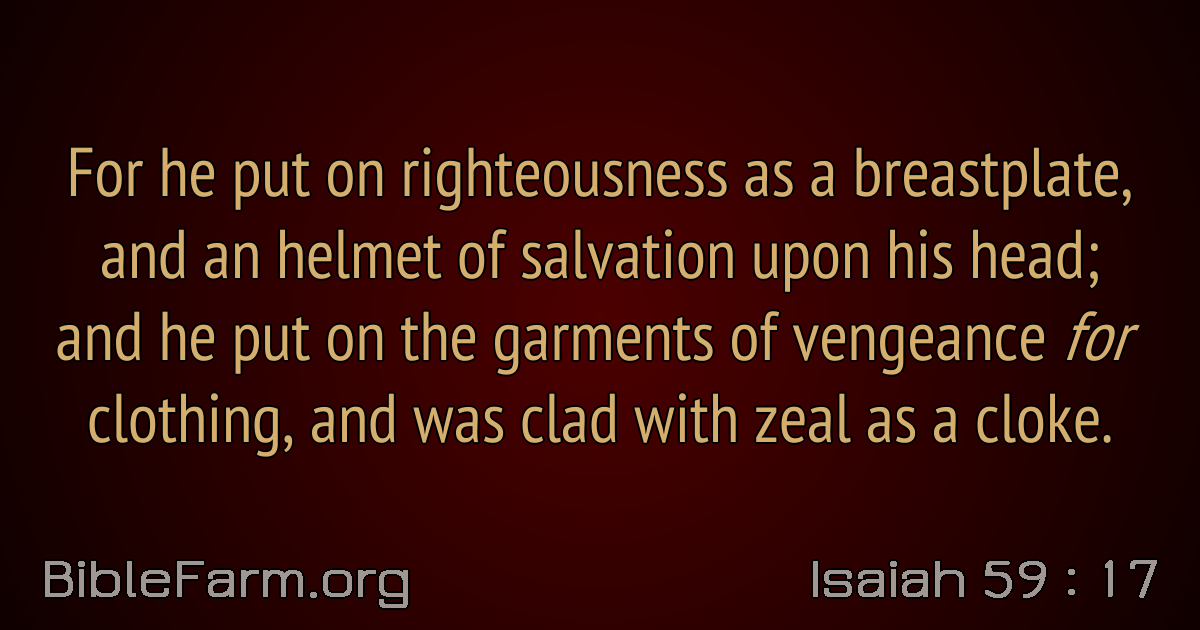 For he put on righteousness as a breastplate,
and an helmet of salvation upon his head;
and he put on the garments of vengeance for
clothing, and was clad with zeal as a cloke.
BibleFarm.org
Isaiah 59 : 17